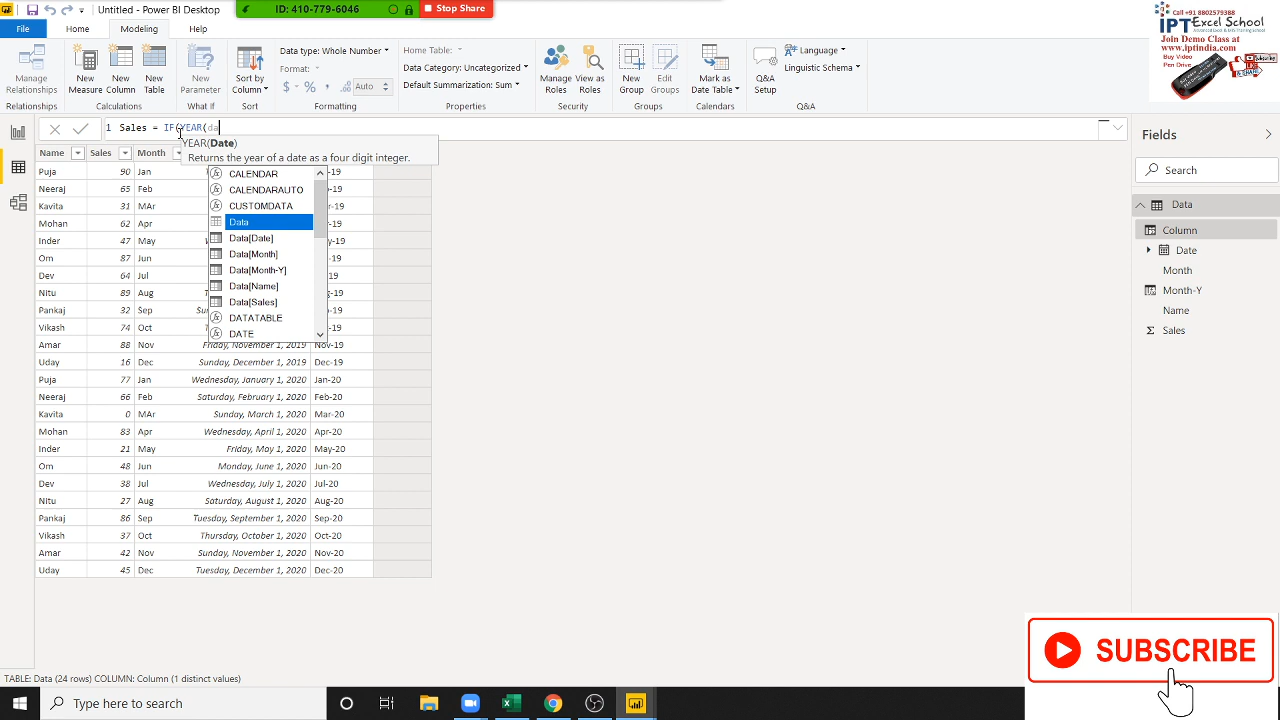 Untitled - Power BI Desktop
ID: 410-779-6046
Stop Share
File
Home
Modeling
Help
Manage
Relationships
New
Measure
New
Column
New
Table
New
Parameter
Sort by
Column
Data type: Whole Number
Format:
$ % , Auto
Home Table:
Data Category: Uncategorized
Default Summarization: Sum
Manage
Roles
View as
Roles
New
Group
Edit
Groups
Mark as
Date Table
Q&A
Setup
Language
Linguistic Schema
Relationships
Calculations
What If
Sort
Formatting
Properties
Security
Groups
Calendars
Q&A
Call +91 8802579388
IPT Excel School
Join Demo Class at
www.iptindia.com
Buy Video
Pen Drive
1 Sales = IF(YEAR(da
YEAR(Date)
Returns the year of a date as a four digit integer.
CALENDAR
CALENDARAUTO
CUSTOMDATA
Data
Data[Date]
Data[Month]
Data[Month-Y]
Data[Name]
Data[Sales]
DATATABLE
DATE
Name Sales Month
Puja 90 Jan
Neeraj 65 Feb
Kavita 31 MAr
Mohan 62 Apr
Inder 47 May
Om 87 Jun
Dev 64 Jul
Nitu 89 Aug
Pankaj 32 Sep
Vikash 74 Oct
Amar 88 Nov Friday, November 1, 2019 Nov-19
Uday 16 Dec Sunday, December 1, 2019 Dec-19
Puja 77 Jan Wednesday, January 1, 2020 Jan-20
Neeraj 66 Feb Saturday, February 1, 2020 Feb-20
Kavita 0 MAr Sunday, March 1, 2020 Mar-20
Mohan 83 Apr Wednesday, April 1, 2020 Apr-20
Inder 21 May Friday, May 1, 2020 May-20
Om 48 Jun Monday, June 1, 2020 Jun-20
Dev 38 Jul Wednesday, July 1, 2020 Jul-20
Nitu 27 Aug Saturday, August 1, 2020 Aug-20
Pankaj 86 Sep Tuesday, September 1, 2020 Sep-20
Vikash 37 Oct Thursday, October 1, 2020 Oct-20
Amar 42 Nov Sunday, November 1, 2020 Nov-20
Uday 45 Dec Tuesday, December 1, 2020 Dec-20
Fields
Search
Data
Column
Date
Month
Month-Y
Name
Sales
SUBSCRIBE
TABLE: Data (24 rows) COLUMN: Column (1 distinct values)
Type here to search